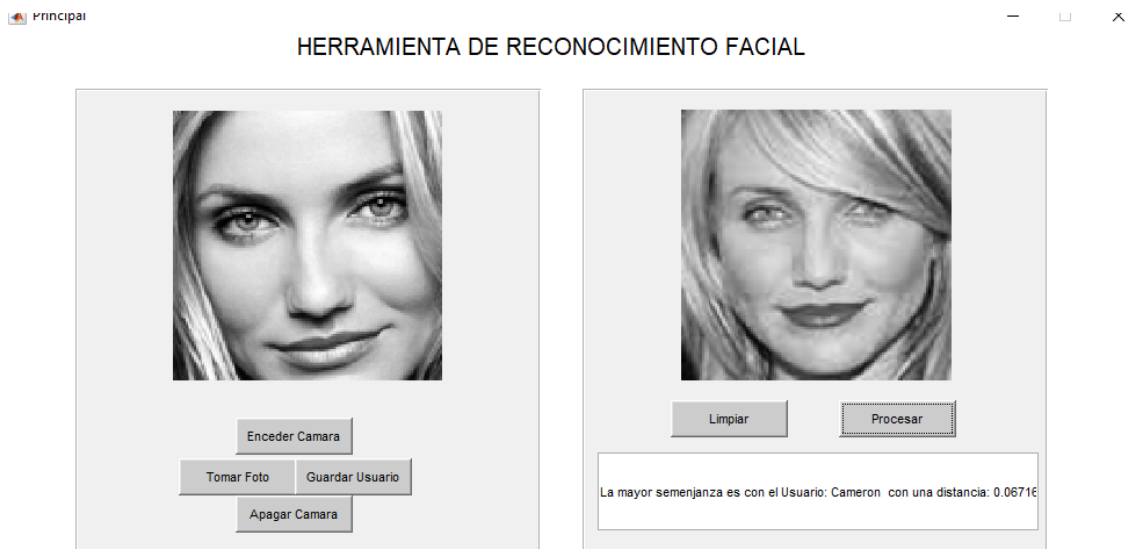 Principal
HERRAMIENTA DE RECONOCIMIENTO FACIAL
Enceder Camara
Tomar Foto
Guardar Usuario
Apagar Camara
Limpiar
Procesar
La mayor semenjanza es con el Usuario: Cameron con una distancia: 0.06716